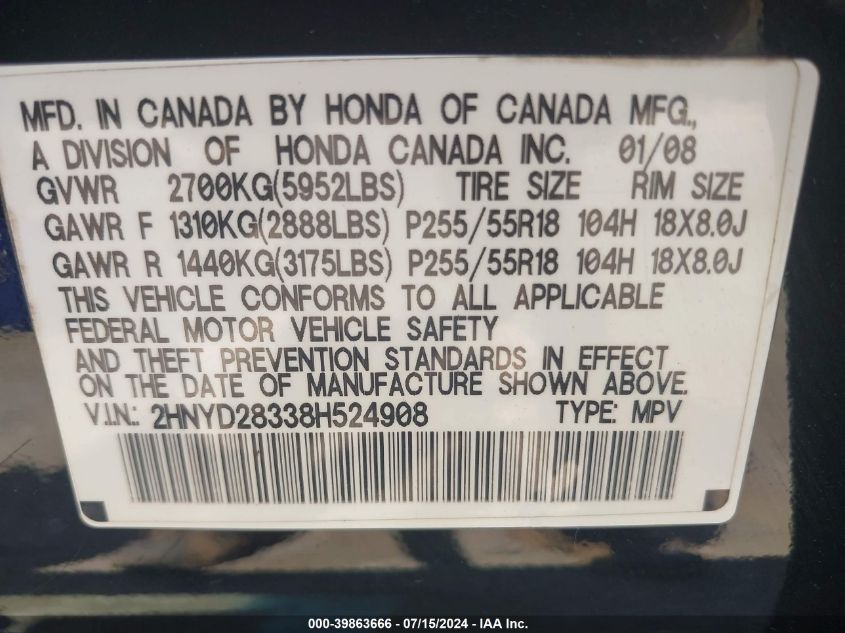 MFD. IN CANADA BY HONDA OF CANADA MFG.,
A DIVISION OF HONDA CANADA INC. 01/08
GVWR 2700KG(5952LBS) TIRE SIZE RIM SIZE
GAWR F 1310KG(2888LBS) P255/55R18 104H 18X8.0J
GAWR R 1440KG(3175LBS) P255/55R18 104H 18X8.0J
THIS VEHICLE CONFORMS TO ALL APPLICABLE
FEDERAL MOTOR VEHICLE SAFETY
AND THEFT PREVENTION STANDARDS IN EFFECT
ON THE DATE OF MANUFACTURE SHOWN ABOVE.
V.I.N.: 2HNYD28338H524908 TYPE: MPV
000-39863666 - 07/15/2024 - IAA Inc.